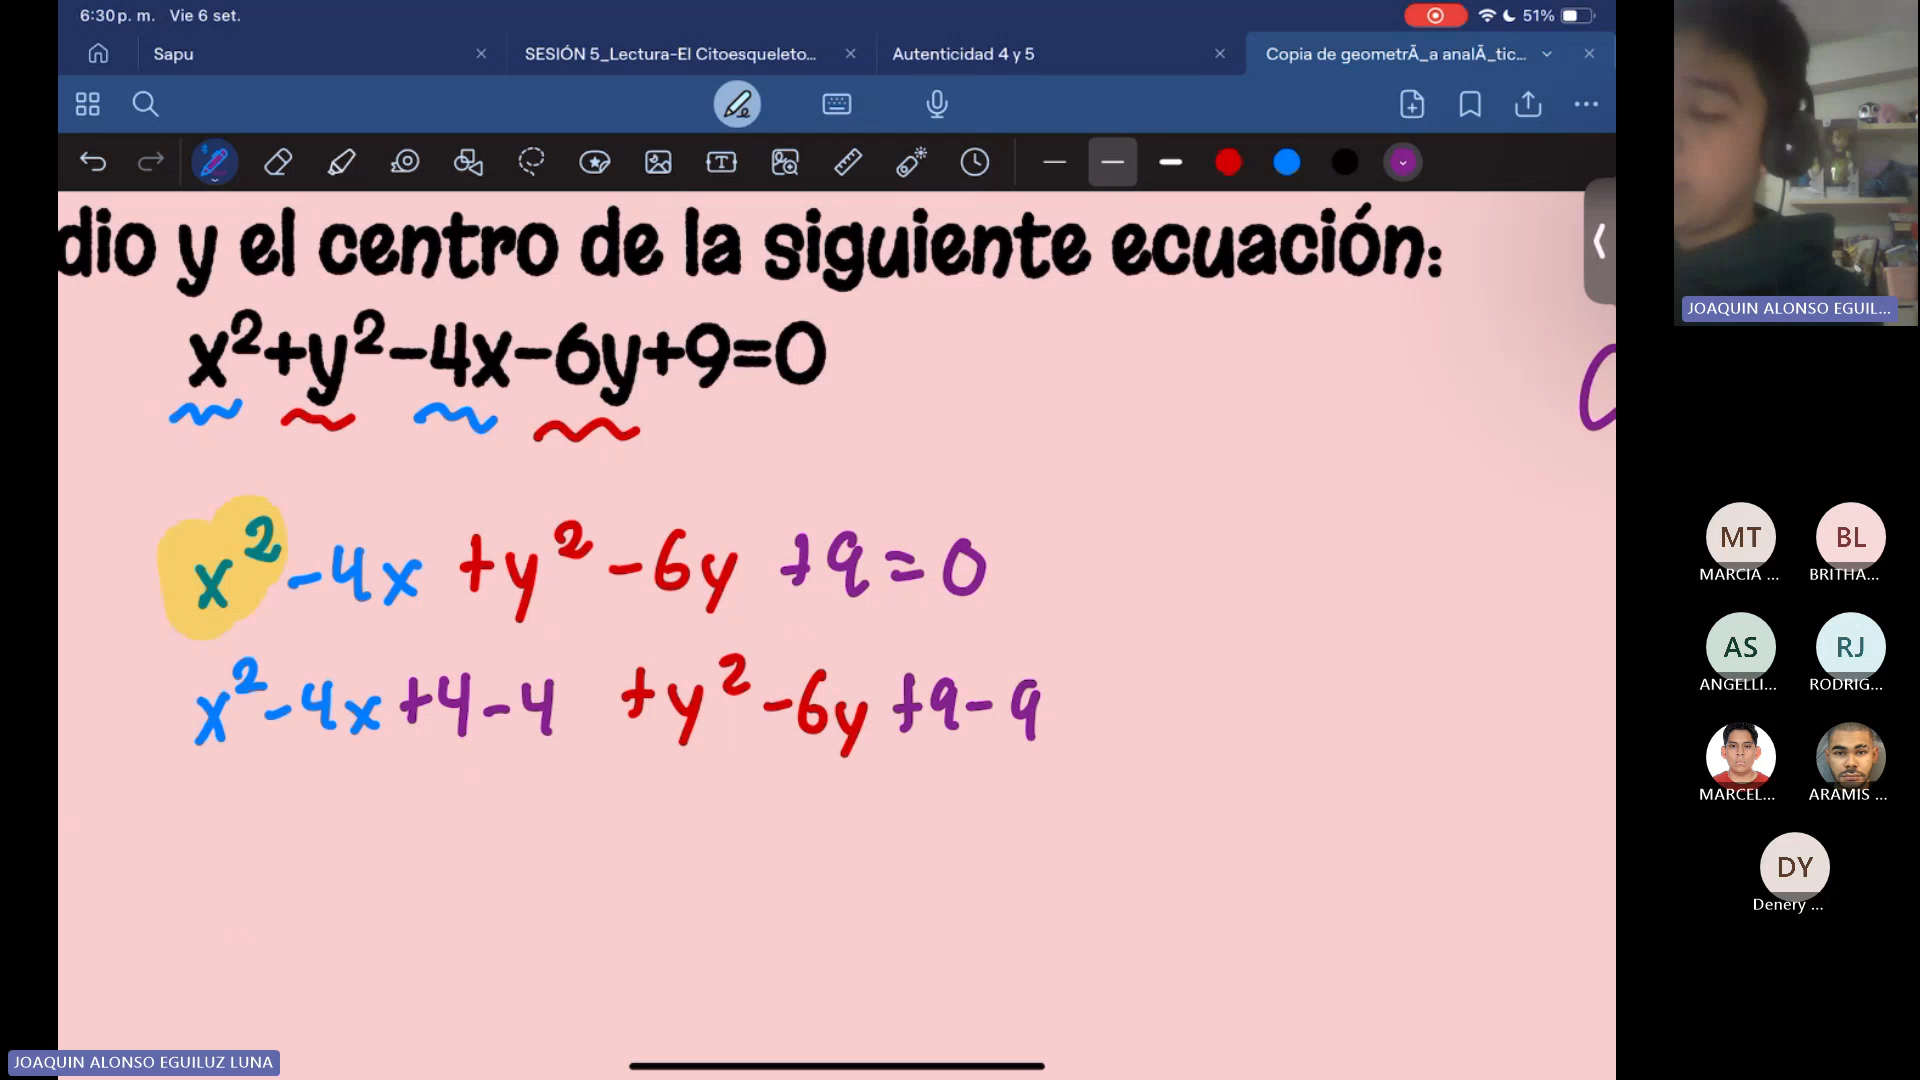 6:30 p. m. Vie 6 set.
51%
Sapu
SESIÓN 5_Lectura-El Citoesqueleto...
Autenticidad 4 y 5
Copia de geometrÃ_a analÃ_tic...
dio y el centro de la siguiente ecuación:
x²+y²-4x-6y+9=0
x² -4x +y² -6y +9 = 0
x² -4x +4 -4 +y² -6y +9 - 9
JOAQUIN ALONSO EGUIL...
MT
BL
MARCIA ...
BRITHA...
AS
RJ
ANGELLI...
RODRIG...
MARCEL...
ARAMIS ...
DY
Denery ...
JOAQUIN ALONSO EGUILUZ LUNA